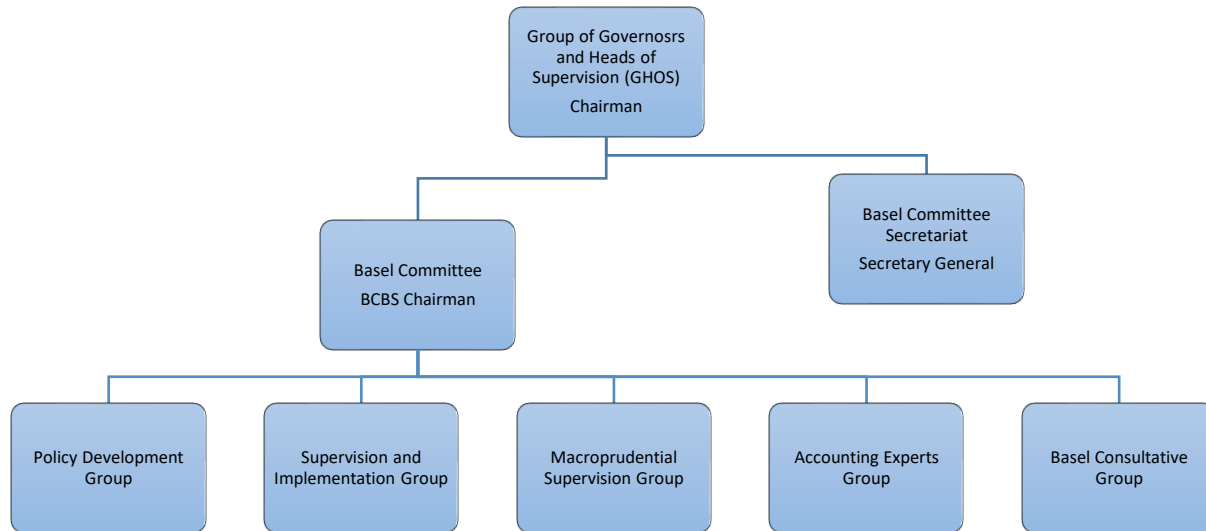 Group of Governosrs
and Heads of
Supervision (GHOS)
Chairman
Basel Committee
Secretariat
Secretary General
Basel Committee
BCBS Chairman
Policy Development
Group
Supervision and
Implementation Group
Macroprudential
Supervision Group
Accounting Experts
Group
Basel Consultative
Group